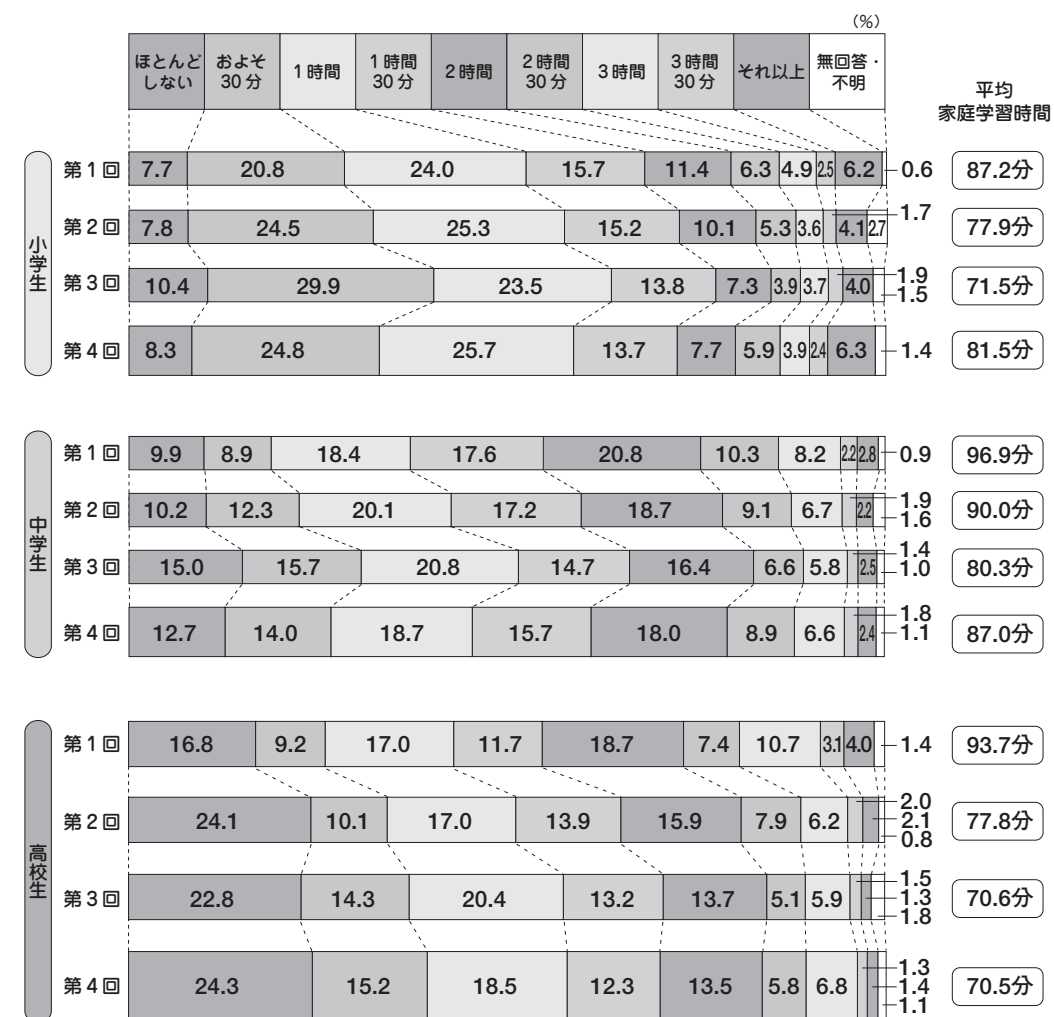 (%)
ほとんど
しない
およそ
30分
1時間
1時間
30分
2時間
2時間
30分
3時間
3時間
30分
それ以上
無回答・
不明
平均
家庭学習時間
小学生
第1回 7.7 20.8 24.0 15.7 11.4 6.3 4.9 2.5 6.2 0.6 87.2分
第2回 7.8 24.5 25.3 15.2 10.1 5.3 3.6 1.7 4.1 2.7 77.9分
第3回 10.4 29.9 23.5 13.8 7.3 3.9 3.7 1.9 4.0 1.5 71.5分
第4回 8.3 24.8 25.7 13.7 7.7 5.9 3.9 2.4 6.3 1.4 81.5分
中学生
第1回 9.9 8.9 18.4 17.6 20.8 10.3 8.2 2.2 2.8 0.9 96.9分
第2回 10.2 12.3 20.1 17.2 18.7 9.1 6.7 1.9 2.2 1.6 90.0分
第3回 15.0 15.7 20.8 14.7 16.4 6.6 5.8 1.4 2.5 1.0 80.3分
第4回 12.7 14.0 18.7 15.7 18.0 8.9 6.6 1.8 2.4 1.1 87.0分
高校生
第1回 16.8 9.2 17.0 11.7 18.7 7.4 10.7 3.1 4.0 1.4 93.7分
第2回 24.1 10.1 17.0 13.9 15.9 7.9 6.2 2.0 2.1 0.8 77.8分
第3回 22.8 14.3 20.4 13.2 13.7 5.1 5.9 1.5 1.3 1.8 70.6分
第4回 24.3 15.2 18.5 12.3 13.5 5.8 6.8 1.3 1.4 1.1 70.5分